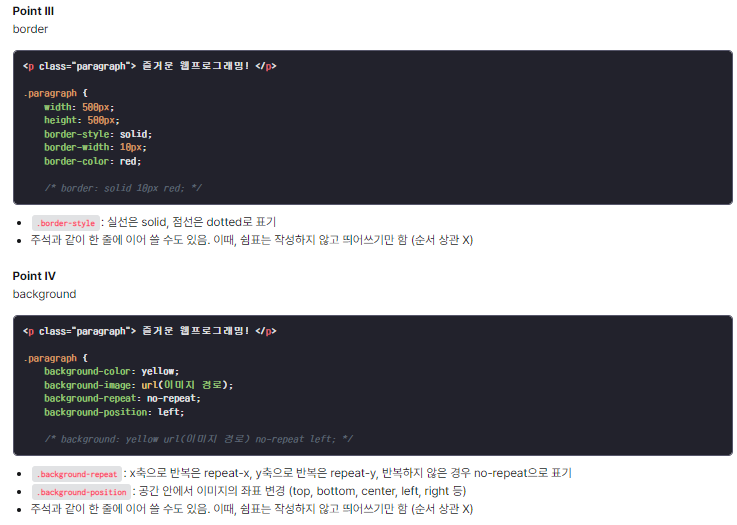 Point III
border
<p class="paragraph"> 즐거운 웹프로그래밍! </p>
.paragraph {
width: 500px;
height: 500px;
border-style: solid;
border-width: 10px;
border-color: red;
/* border: solid 10px red; */
.border-style : 실선은 solid, 점선은 dotted로 표기
주석과 같이 한 줄에 이어 쓸 수도 있음. 이때, 쉼표는 작성하지 않고 띄어쓰기만 함 (순서 상관 X)
Point IV
background
<p class="paragraph"> 즐거운 웹프로그래밍! </p>
.paragraph {
background-color: yellow;
background-image: url(이미지 경로);
background-repeat: no-repeat;
background-position: left;
/* background: yellow url(이미지 경로) no-repeat left; */
.background-repeat : x축으로 반복은 repeat-x, y축으로 반복은 repeat-y, 반복하지 않은 경우 no-repeat으로 표기
.background-position : 공간 안에서 이미지의 좌표 변경 (top, bottom, center, left, right 등)
주석과 같이 한 줄에 이어 쓸 수도 있음. 이때, 쉼표는 작성하지 않고 띄어쓰기만 함 (순서 상관 X)